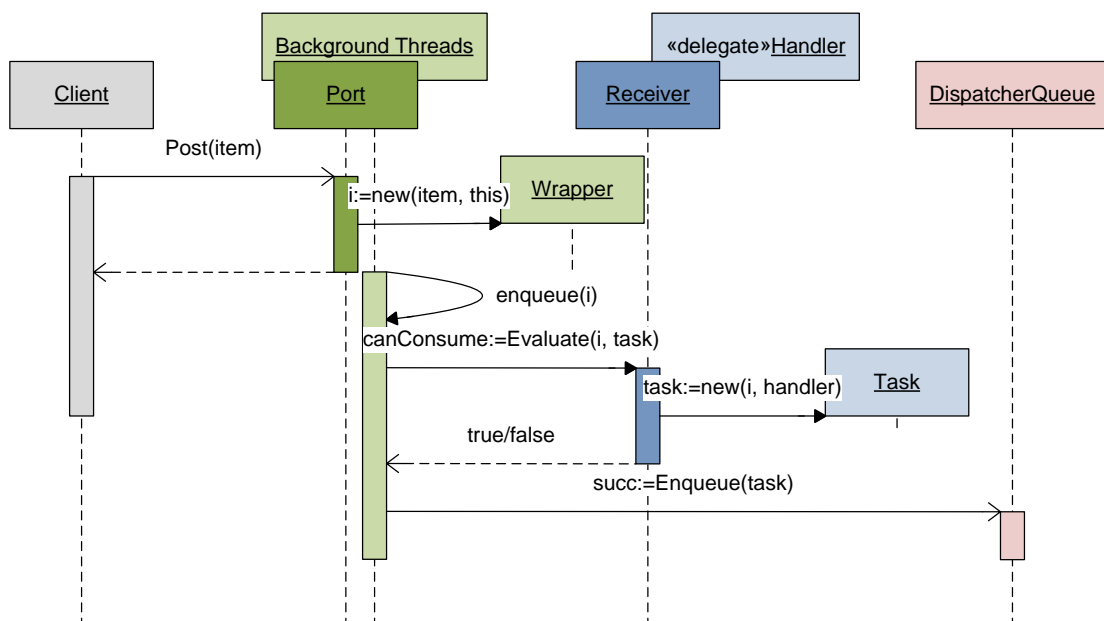 Background Threads
«delegate»Handler
Client
Port
Receiver
DispatcherQueue
Post(item)
i:=new(item, this)
Wrapper
enqueue(i)
canConsume:=Evaluate(i, task)
task:=new(i, handler)
Task
true/false
succ:=Enqueue(task)